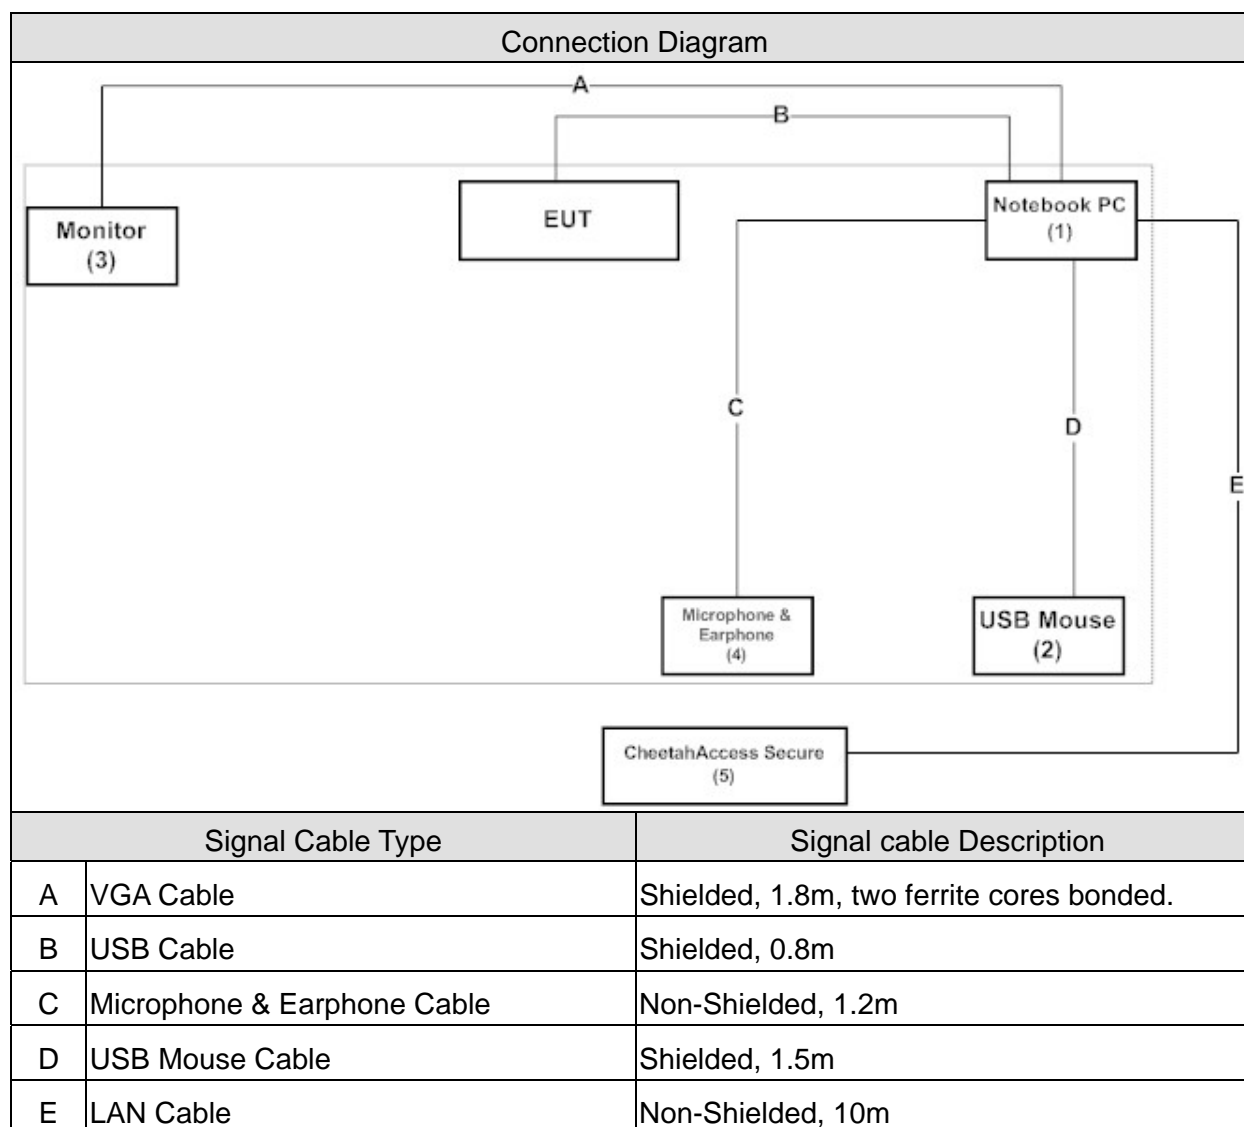 Connection Diagram
A
B
Monitor
(3)
EUT
Notebook PC
(1)
C
D
E
Microphone &
Earphone
(4)
USB Mouse
(2)
CheetahAccess Secure
(5)
Signal Cable Type Signal cable Description
A VGA Cable Shielded, 1.8m, two ferrite cores bonded.
B USB Cable Shielded, 0.8m
C Microphone & Earphone Cable Non-Shielded, 1.2m
D USB Mouse Cable Shielded, 1.5m
E LAN Cable Non-Shielded, 10m